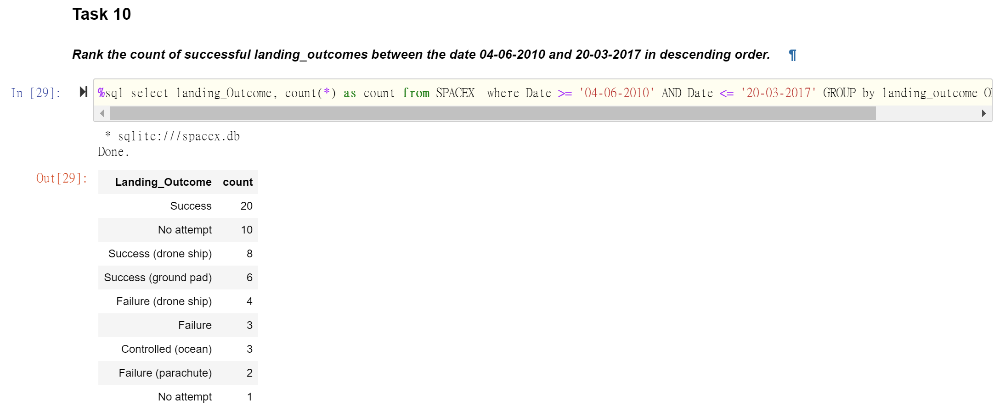 Task 10
Rank the count of successful landing_outcomes between the date 04-06-2010 and 20-03-2017 in descending order. ¶
In [29]: %sql select landing_Outcome, count(*) as count from SPACEX  where Date >= '04-06-2010' AND Date <= '20-03-2017' GROUP by landing_outcome
* sqlite:///spacex.db
Done.
Out[29]:
Landing_Outcome count
Success 20
No attempt 10
Success (drone ship) 8
Success (ground pad) 6
Failure (drone ship) 4
Failure 3
Controlled (ocean) 3
Failure (parachute) 2
No attempt 1